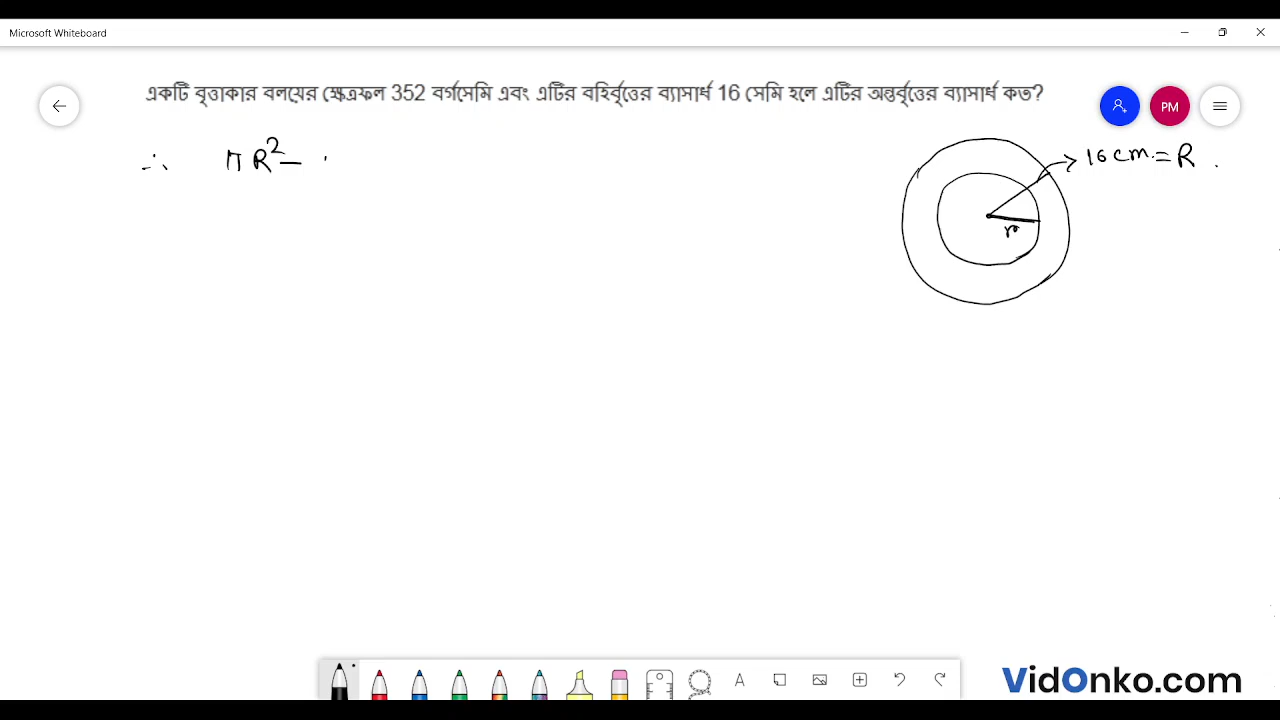 Microsoft Whiteboard
একটি বৃত্তাকার বলয়ের ক্ষেত্রফল 352 বর্গসেমি এবং এটির বহির্বৃত্তের ব্যাসার্ধ 16 সেমি হলে এটির অন্তর্বৃত্তের ব্যাসার্ধ কত?
PM
∴ πR² −
16 cm. = R
r
A
VidOnko.com